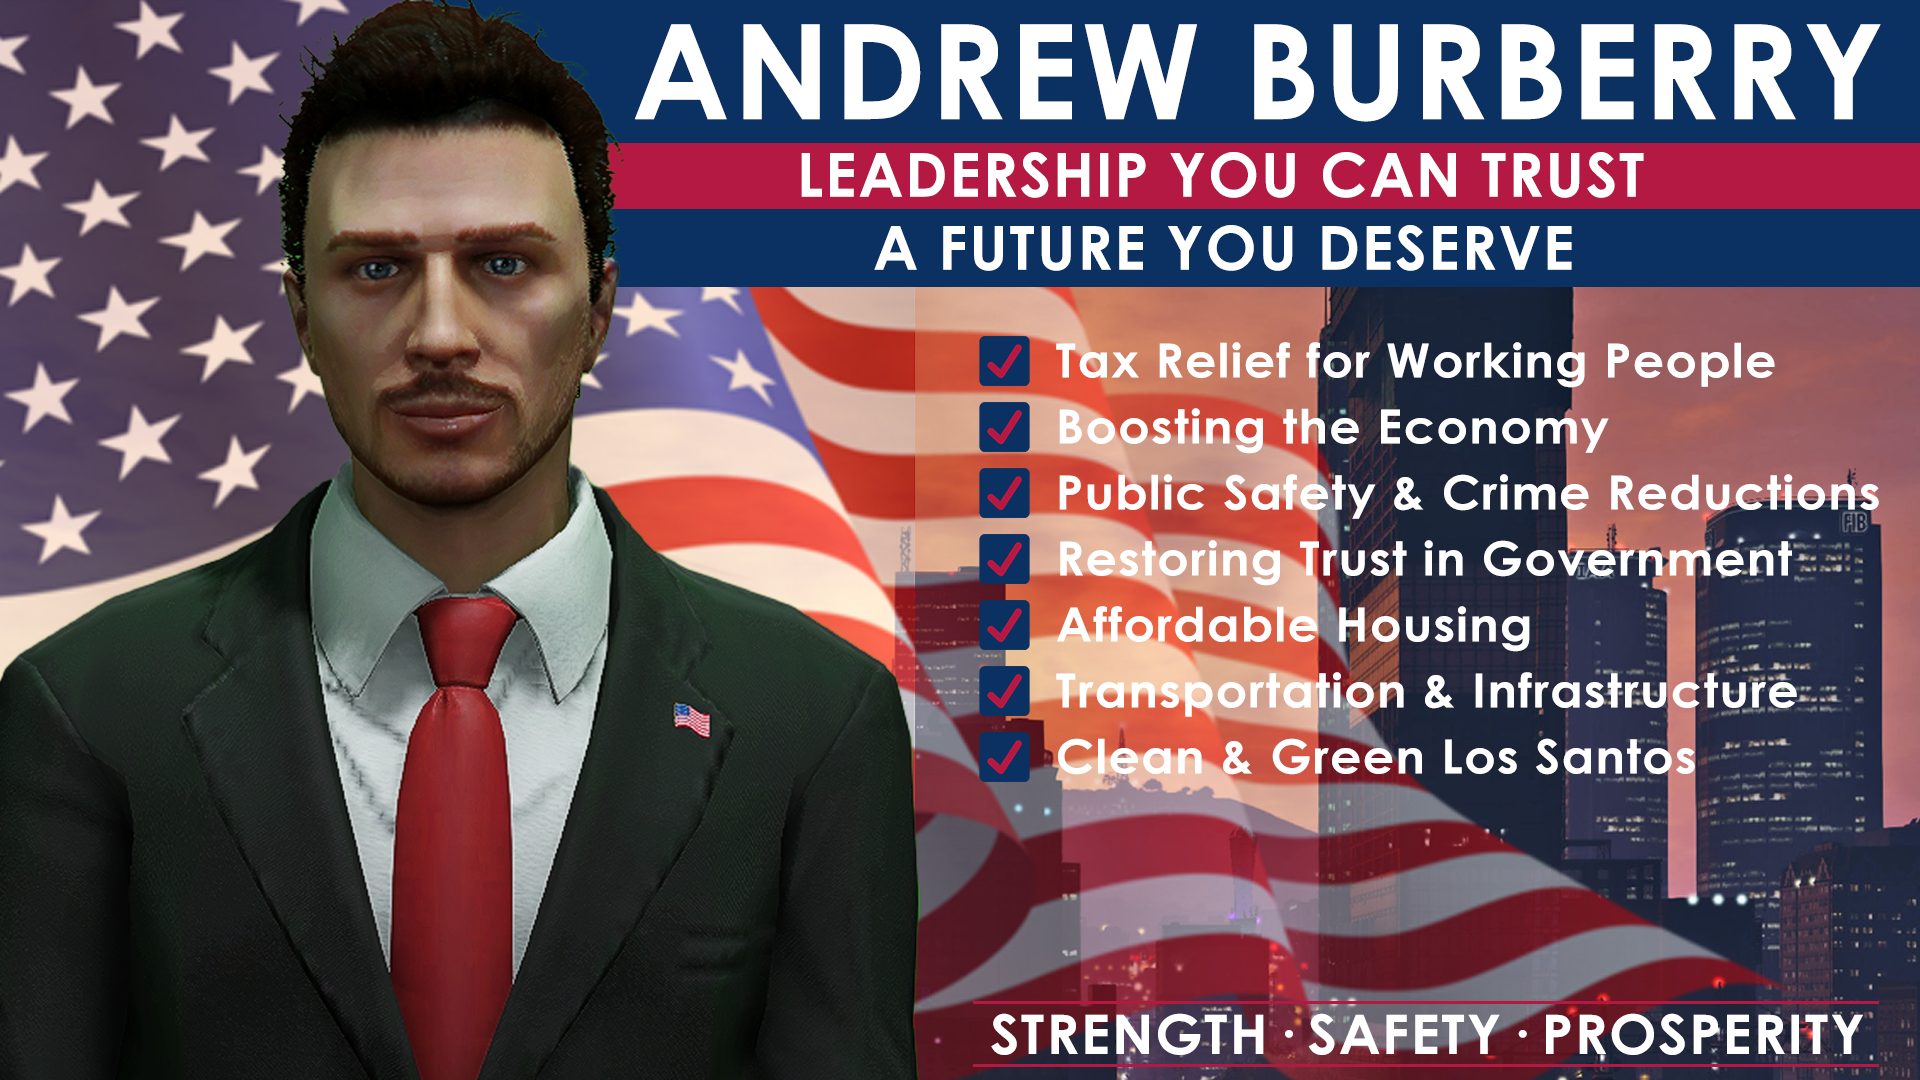 ANDREW BURBERRY
LEADERSHIP YOU CAN TRUST
A FUTURE YOU DESERVE
Tax Relief for Working People
Boosting the Economy
Public Safety & Crime Reductions
FIB
Restoring Trust in Government
Affordable Housing
Transportation & Infrastructure
Clean & Green Los Santos
STRENGTH · SAFETY · PROSPERITY